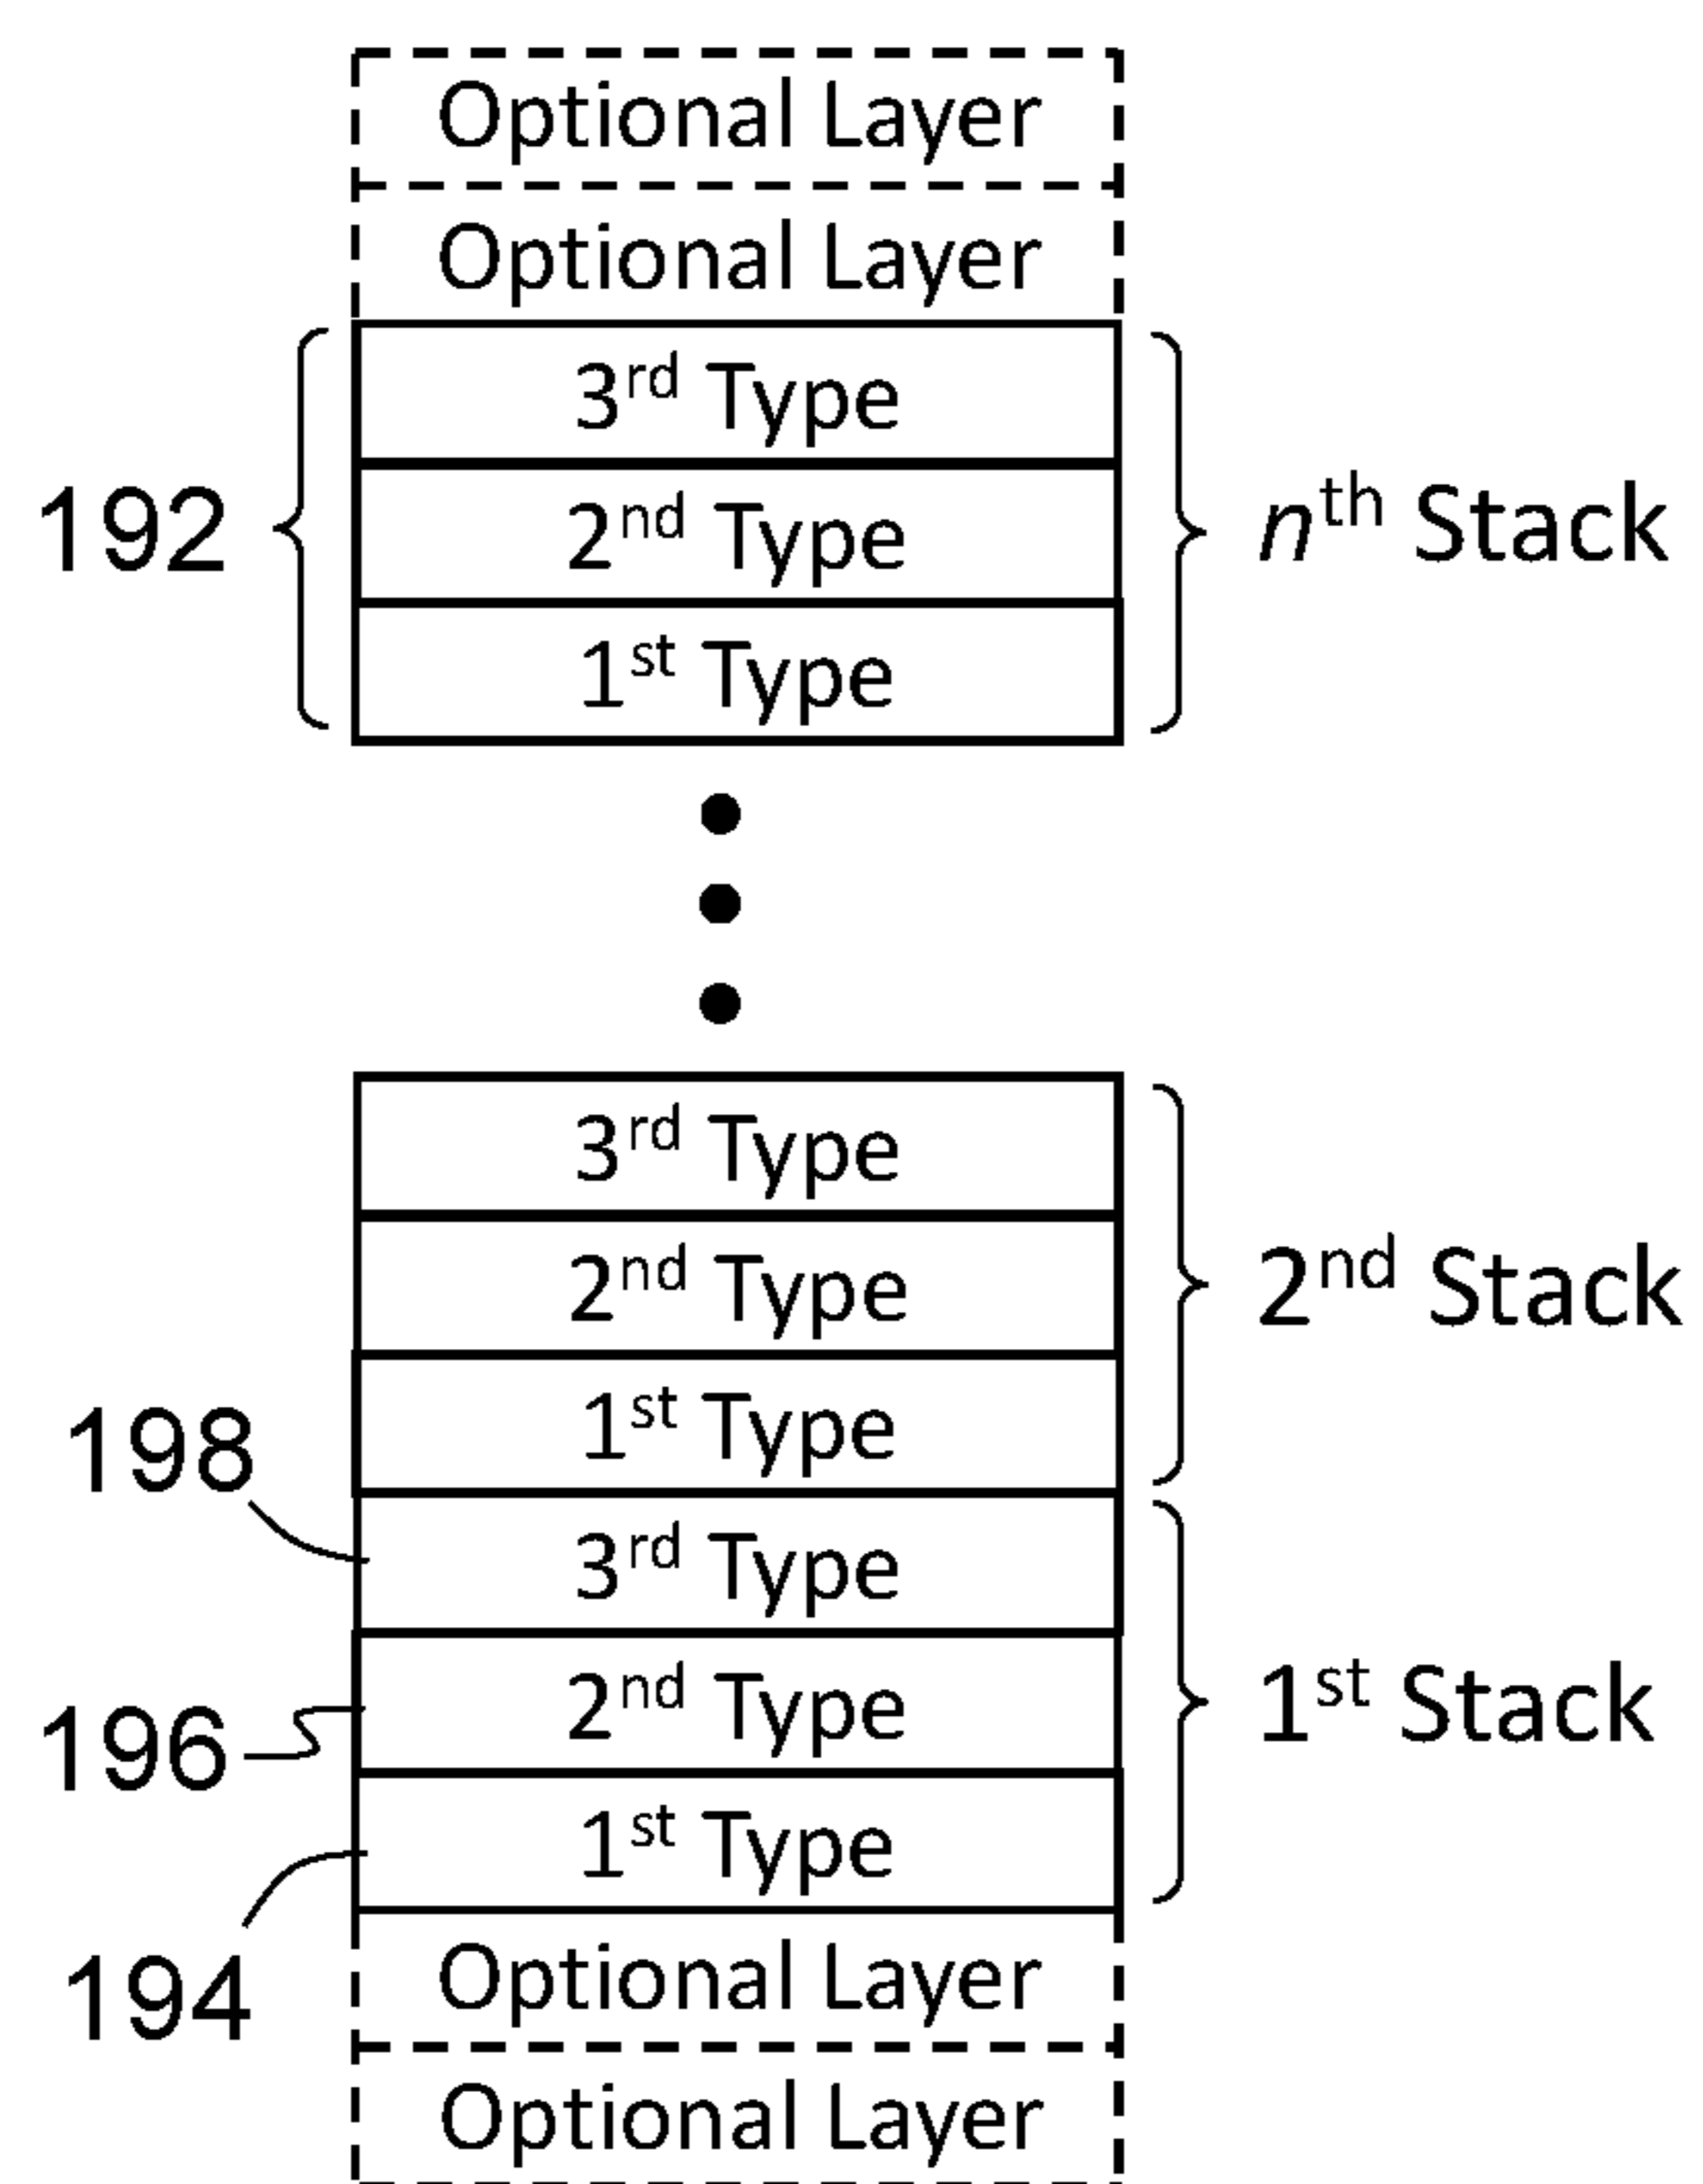 Optional Layer
Optional Layer
3rd Type
192
2nd Type
nth Stack
1st Type
3rd Type
2nd Type
2nd Stack
1st Type
198
3rd Type
196
2nd Type
1st Stack
1st Type
194
Optional Layer
Optional Layer